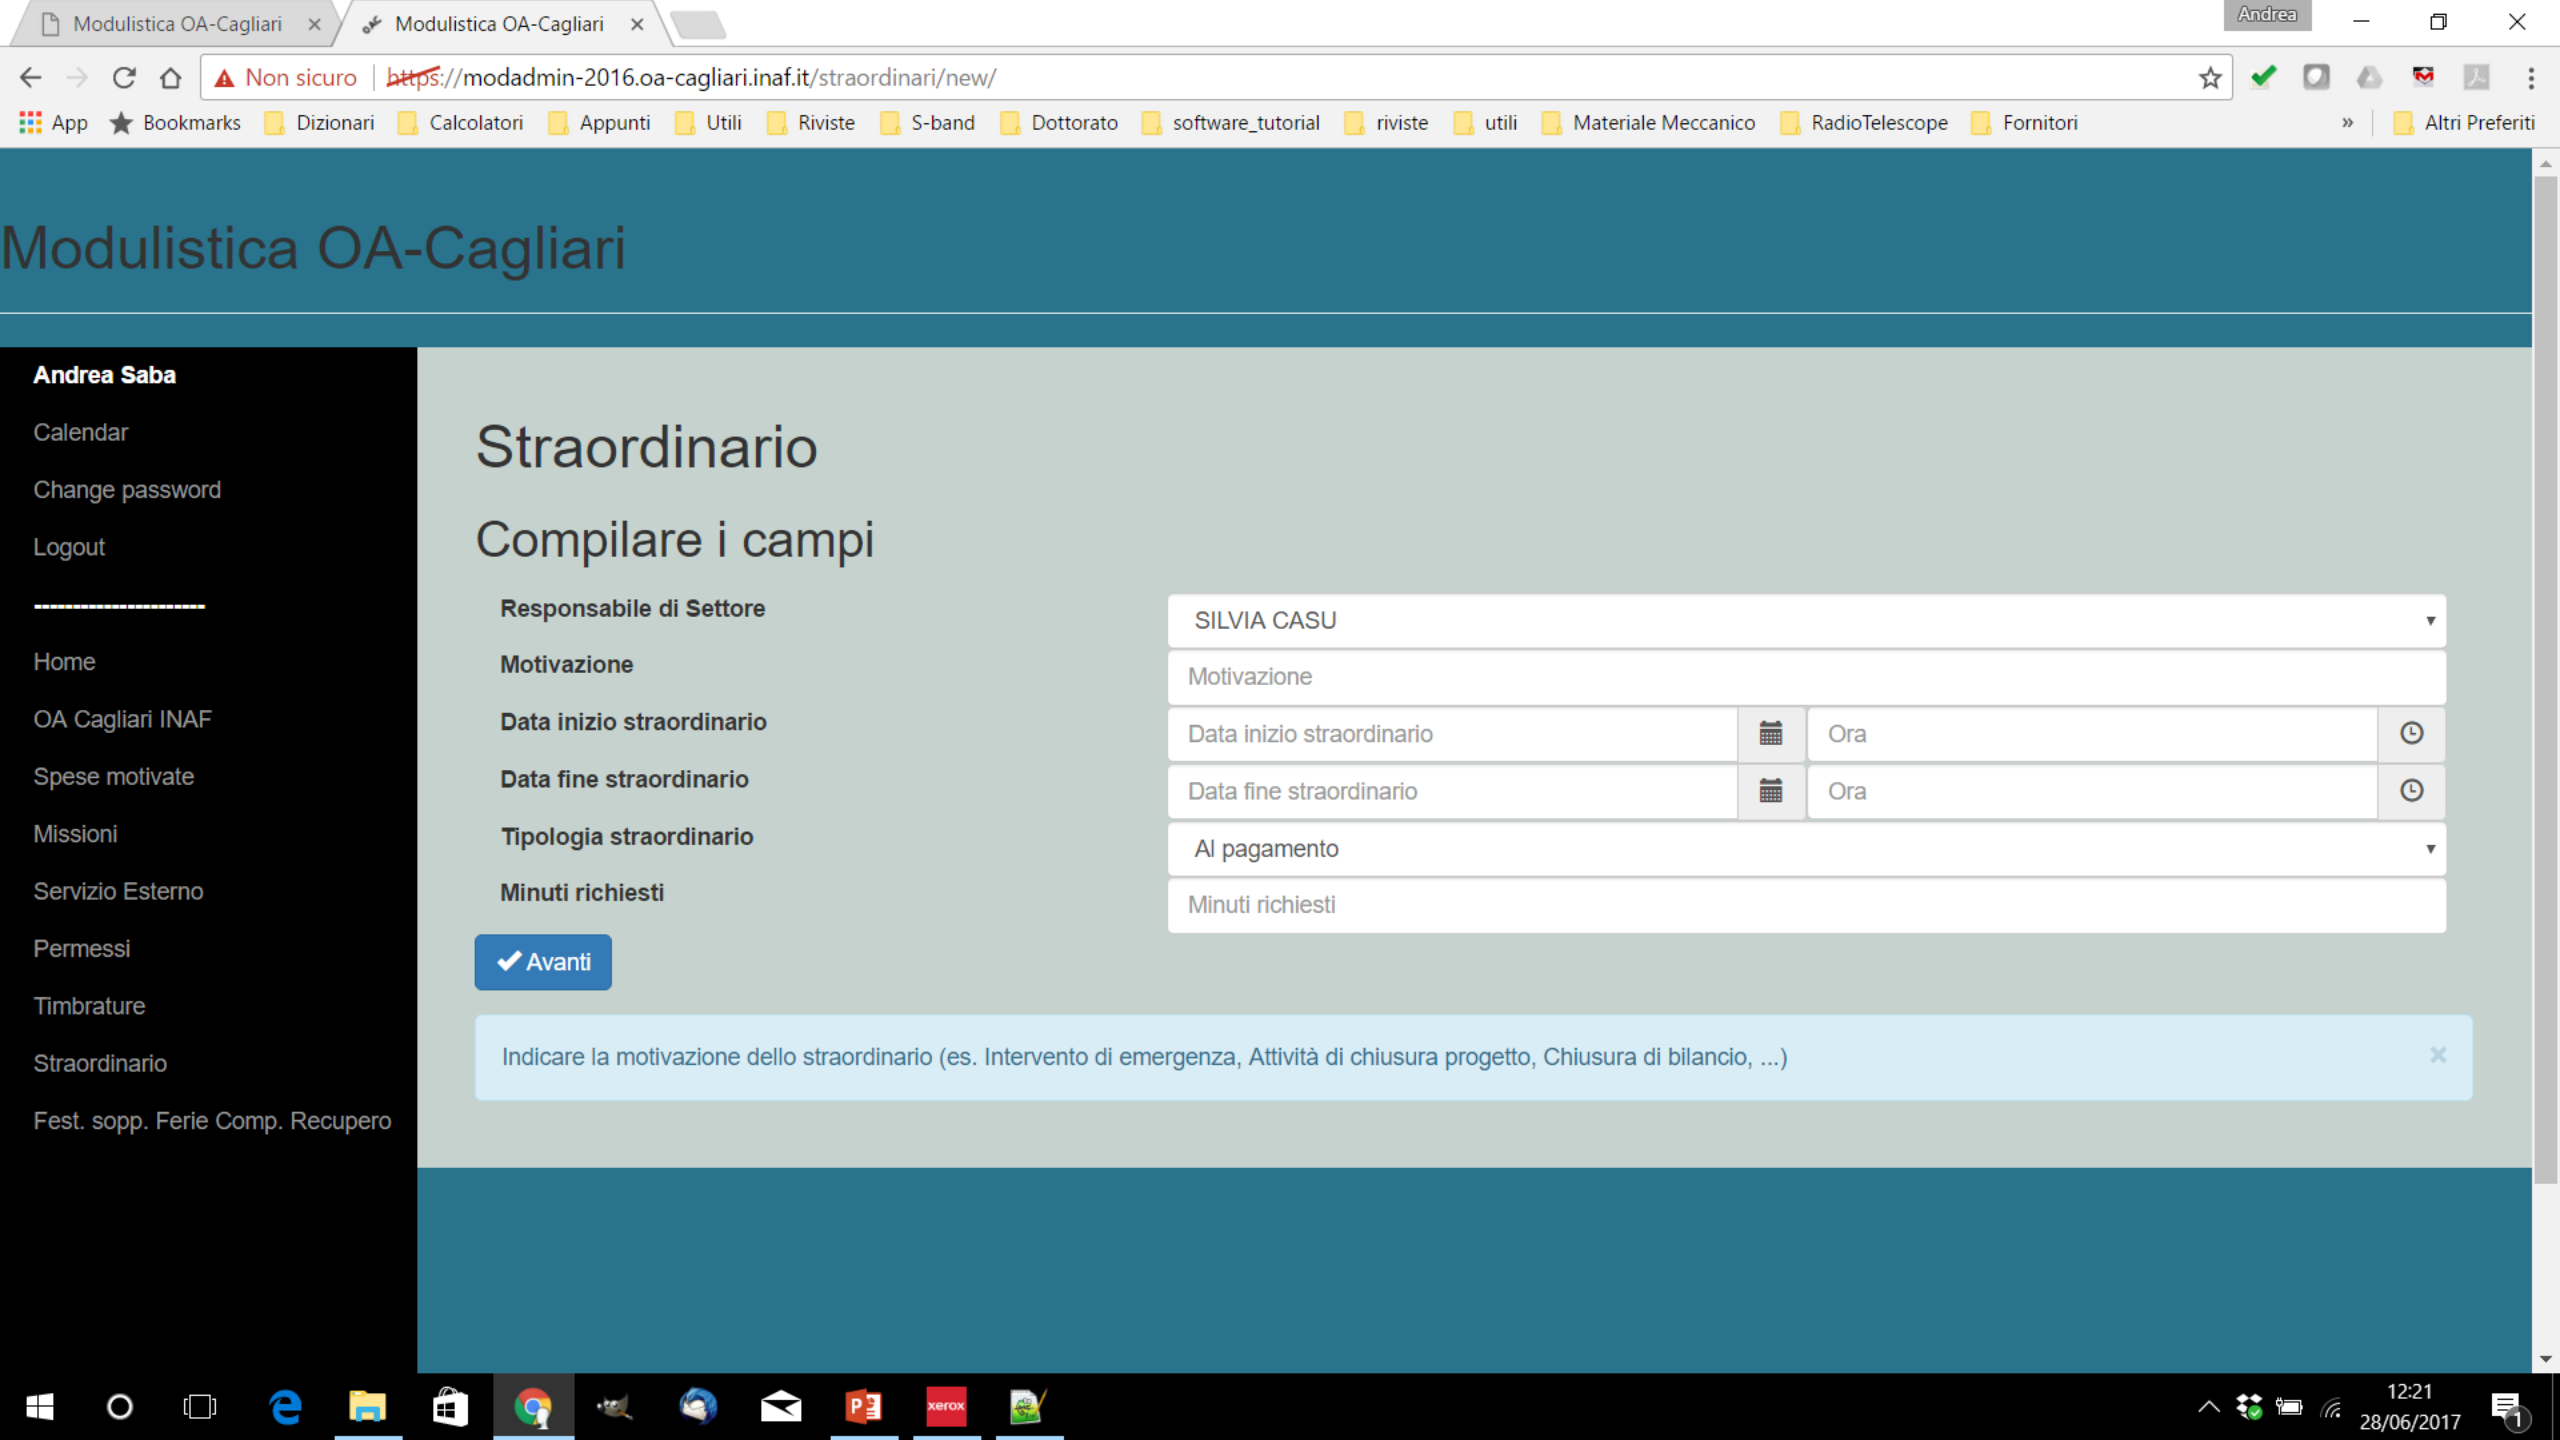 Modulistica OA-Cagliari
Modulistica OA-Cagliari
Andrea
Non sicuro
https://modadmin-2016.oa-cagliari.inaf.it/straordinari/new/
App Bookmarks Dizionari Calcolatori Appunti Utili Riviste S-band Dottorato software_tutorial riviste utili Materiale Meccanico RadioTelescope Fornitori » Altri Preferiti
Modulistica OA-Cagliari
Andrea Saba
Calendar
Change password
Logout
----------------------
Home
OA Cagliari INAF
Spese motivate
Missioni
Servizio Esterno
Permessi
Timbrature
Straordinario
Fest. sopp. Ferie Comp. Recupero
Straordinario
Compilare i campi
Responsabile di Settore
SILVIA CASU
Motivazione
Motivazione
Data inizio straordinario
Data inizio straordinario
Ora
Data fine straordinario
Data fine straordinario
Ora
Tipologia straordinario
Al pagamento
Minuti richiesti
Minuti richiesti
Avanti
Indicare la motivazione dello straordinario (es. Intervento di emergenza, Attività di chiusura progetto, Chiusura di bilancio, ...)
×
xerox
12:21
28/06/2017
1